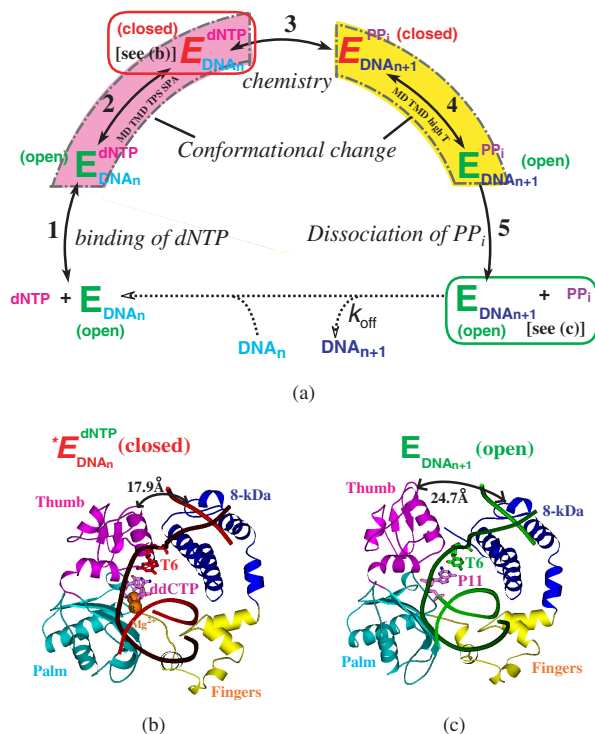 (closed) dNTP 3 PPi (closed)
[see (b)] E DNAn E DNAn+1
chemistry
2 MD TMD TPS SPA MD TMD high T 4
Conformational change
(open) E dNTP DNAn E PPi DNAn+1 (open)
1 binding of dNTP Dissociation of PPi 5
dNTP + E DNAn (open) E DNAn+1 + PPi
(open) [see (c)]
koff
DNAn DNAn+1
(a)
*E dNTP DNAn (closed)
17.9Å
Thumb 8-kDa
T6
ddCTP
Mg2+
Palm
Fingers
(b)
E DNAn+1 (open)
Thumb 24.7Å 8-kDa
T6
P11
Palm
Fingers
(c)